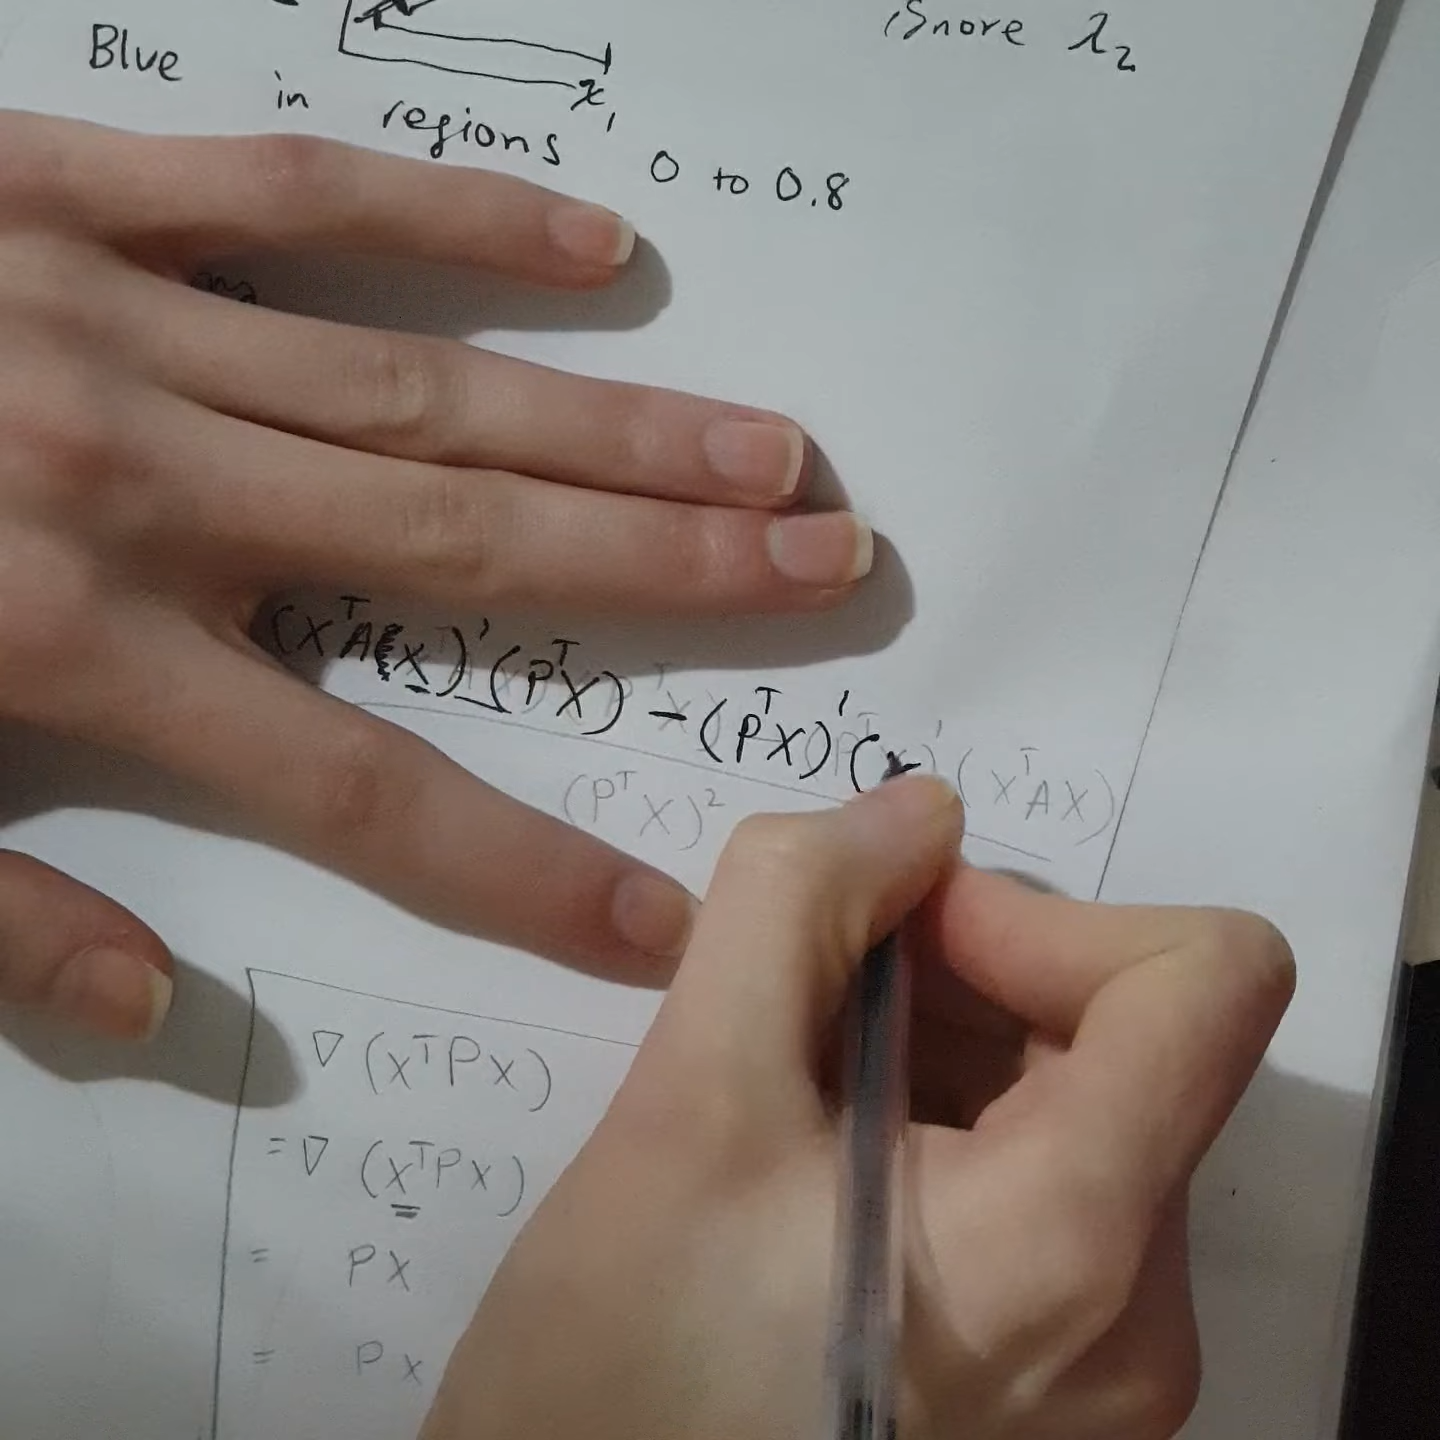 ignore λ₂
x₁
Blue in regions 0 to 0.8
(XᵀAX)'(PᵀX) − (PᵀX)'(x
(XᵀAX)
(PᵀX)²
∇ (xᵀPx)
= ∇ (xᵀPx)
= PX
= Px